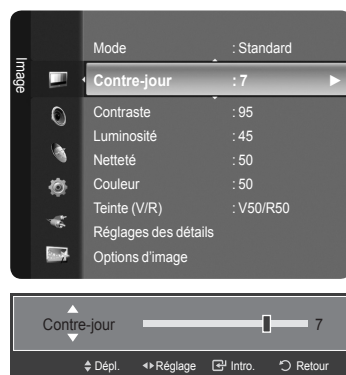 Image
Mode : Standard
Contre-jour : 7
Contraste : 95
Luminosité : 45
Netteté : 50
Couleur : 50
Teinte (V/R) : V50/R50
Réglages des détails
Options d'image
Contre-jour 7
Dépl. Réglage Intro. Retour